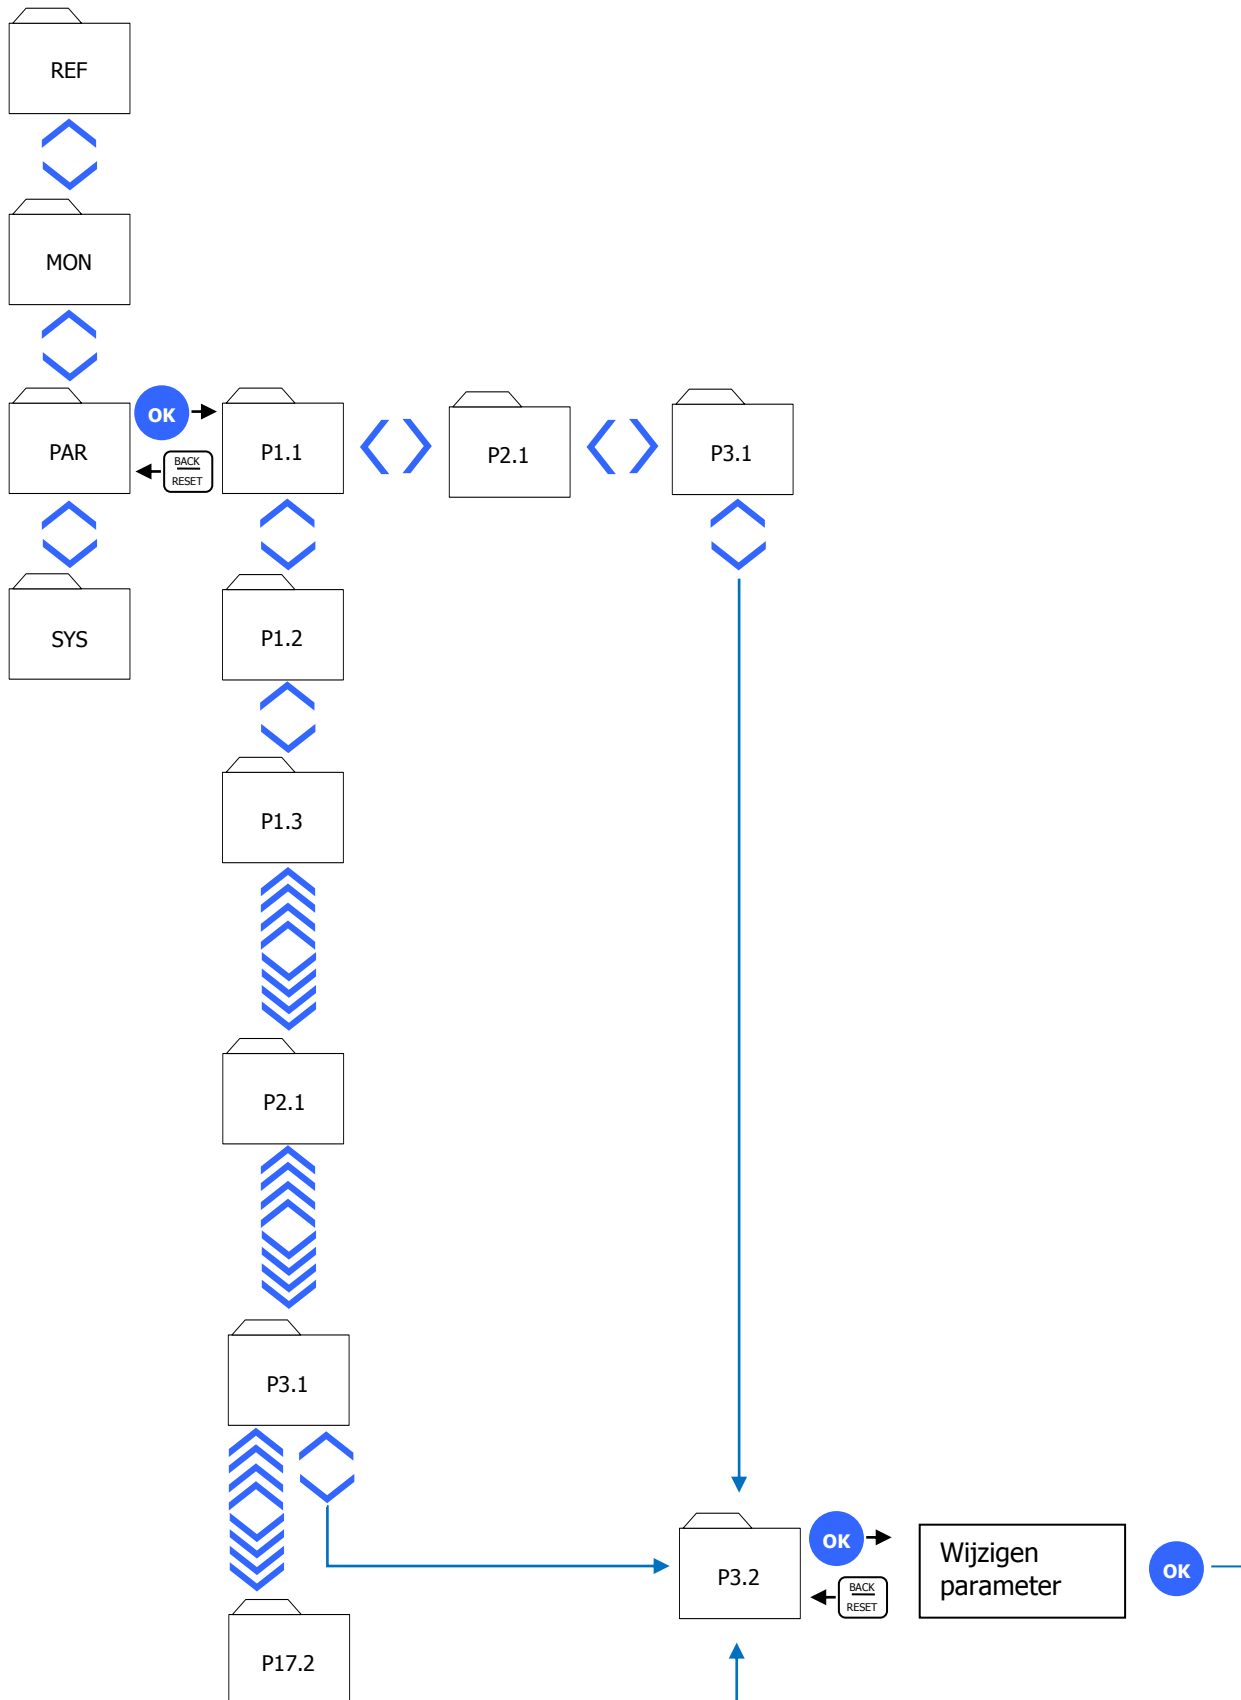 REF
MON
PAR
OK
BACK
RESET
P1.1
P2.1
P3.1
SYS
P1.2
P1.3
P2.1
P3.1
P3.2
OK
BACK
RESET
Wijzigen
parameter
OK
P17.2